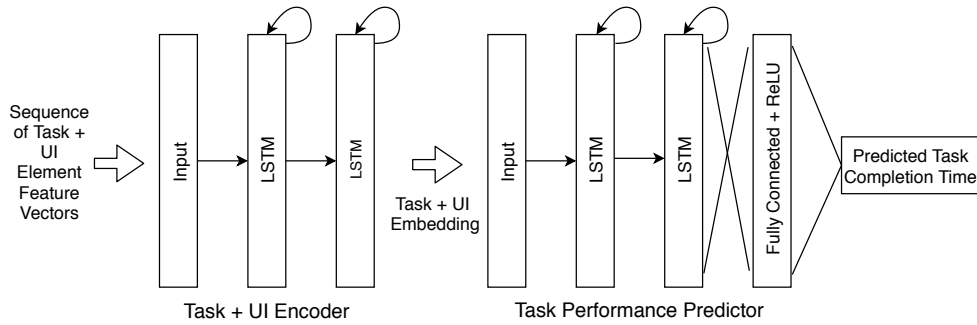 Sequence
of Task +
UI
Element
Feature
Vectors
Input
LSTM
LSTM
Task + UI Encoder
Task + UI
Embedding
Input
LSTM
LSTM
Fully Connected + ReLU
Task Performance Predictor
Predicted Task
Completion Time